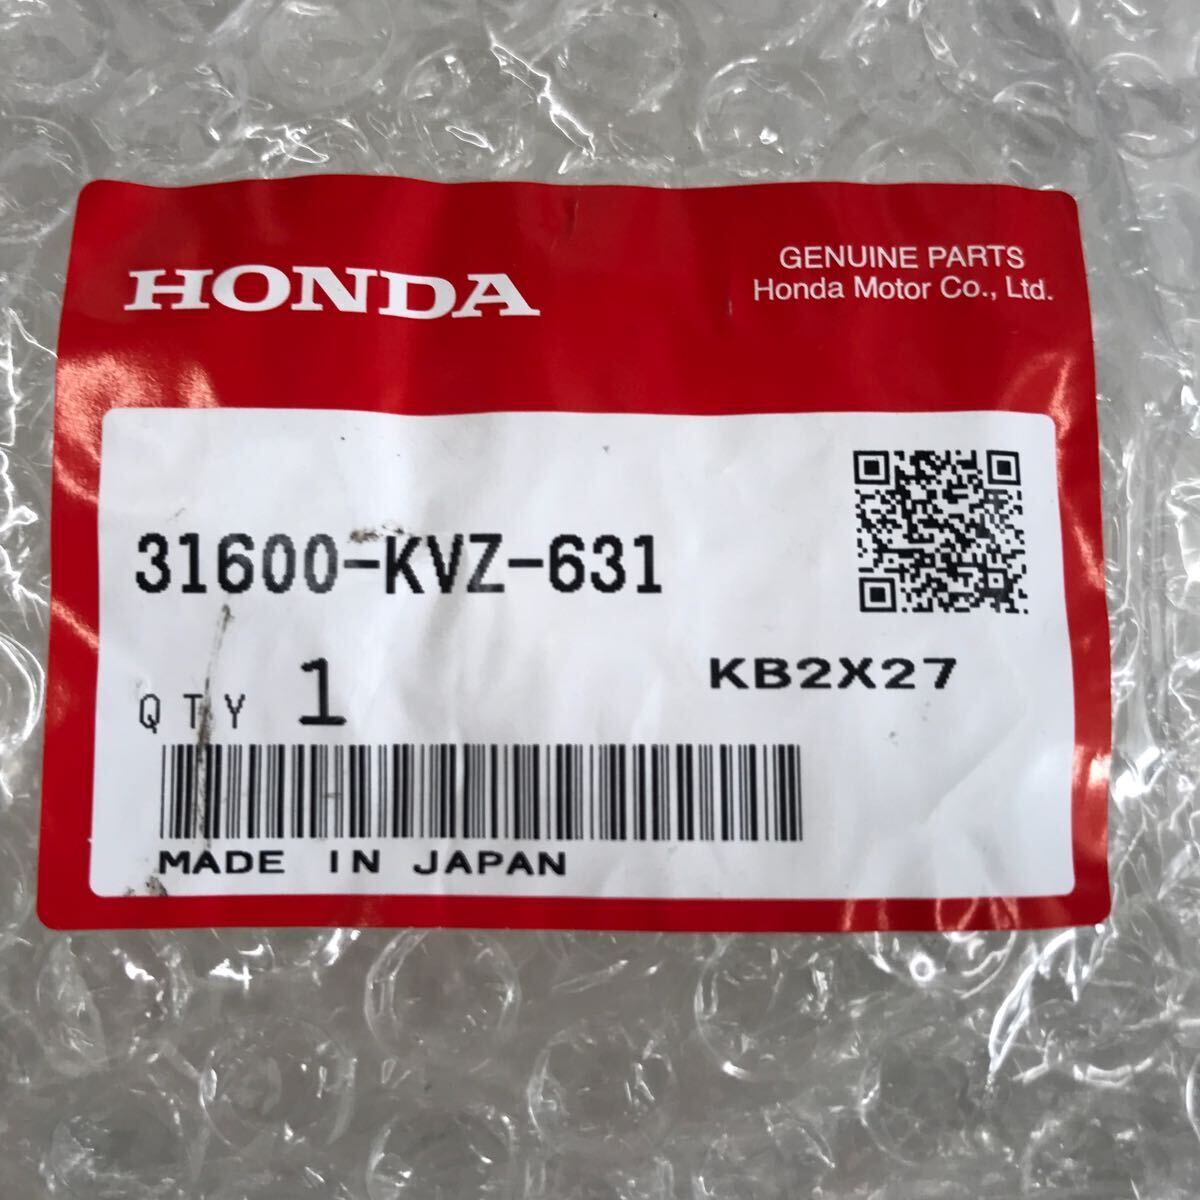 HONDA
GENUINE PARTS
Honda Motor Co., Ltd.
31600-KVZ-631
QTY 1
KB2X27
MADE IN JAPAN